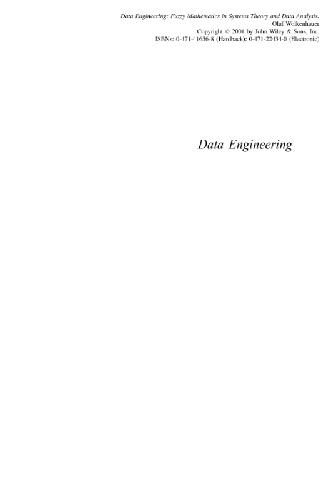 Data Engineering: Fuzzy Mathematics in Systems Theory and Data Analysis.
Olaf Wolkenhauer
Copyright © 2001 by John Wiley & Sons, Inc.
ISBNs: 0-471-41656-8 (Hardback); 0-471-22434-0 (Electronic)
Data Engineering